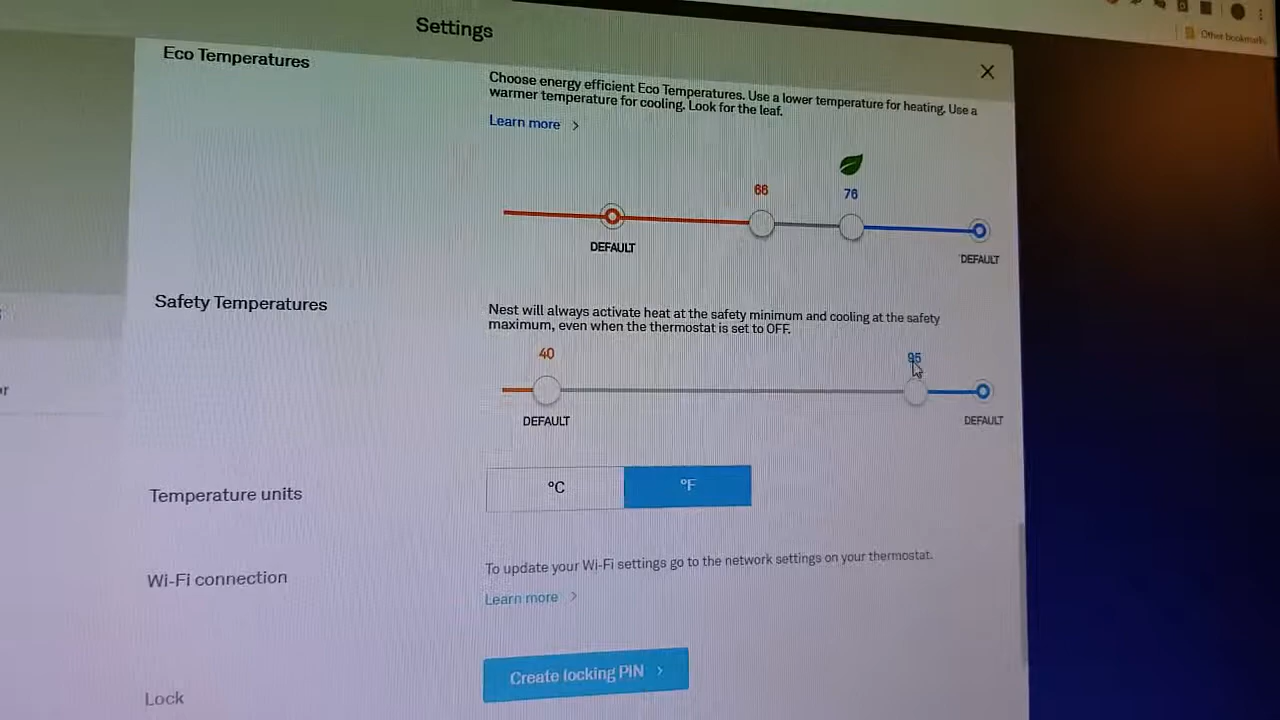 Settings
Other bookmarks
Eco Temperatures
Choose energy efficient Eco Temperatures. Use a lower temperature for heating. Use a
warmer temperature for cooling. Look for the leaf.
Learn more >
66
76
DEFAULT
DEFAULT
Safety Temperatures
Nest will always activate heat at the safety minimum and cooling at the safety
maximum, even when the thermostat is set to OFF.
40
95
DEFAULT
DEFAULT
Temperature units
°C
°F
Wi-Fi connection
To update your Wi-Fi settings go to the network settings on your thermostat.
Learn more >
Create locking PIN >
Lock